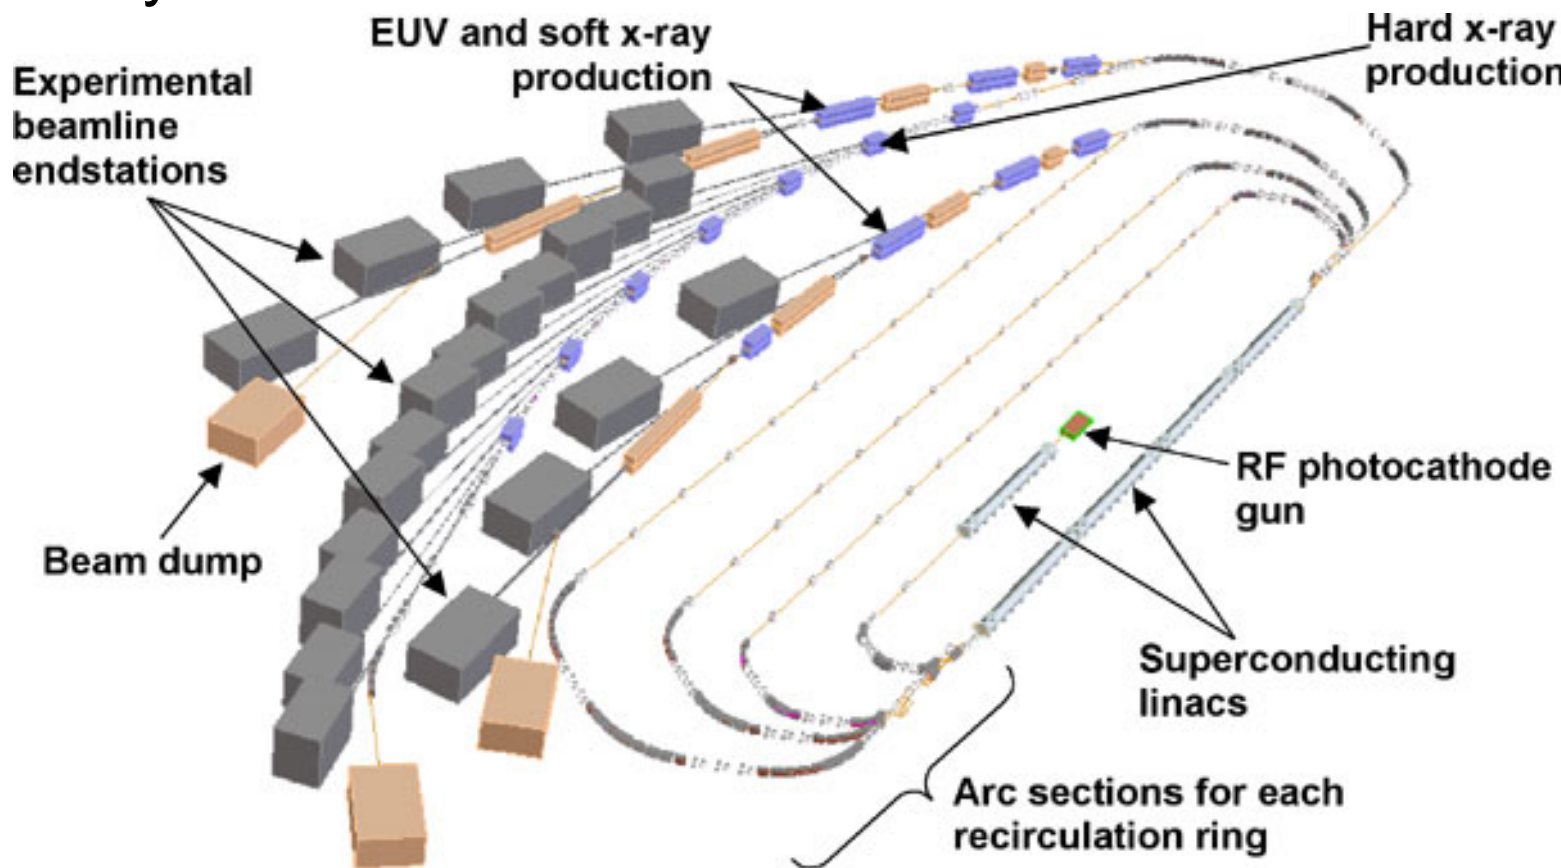 EUV and soft x-ray
production
Hard x-ray
production
Experimental
beamline
endstations
Beam dump
RF photocathode
gun
Superconducting
linacs
Arc sections for each
recirculation ring